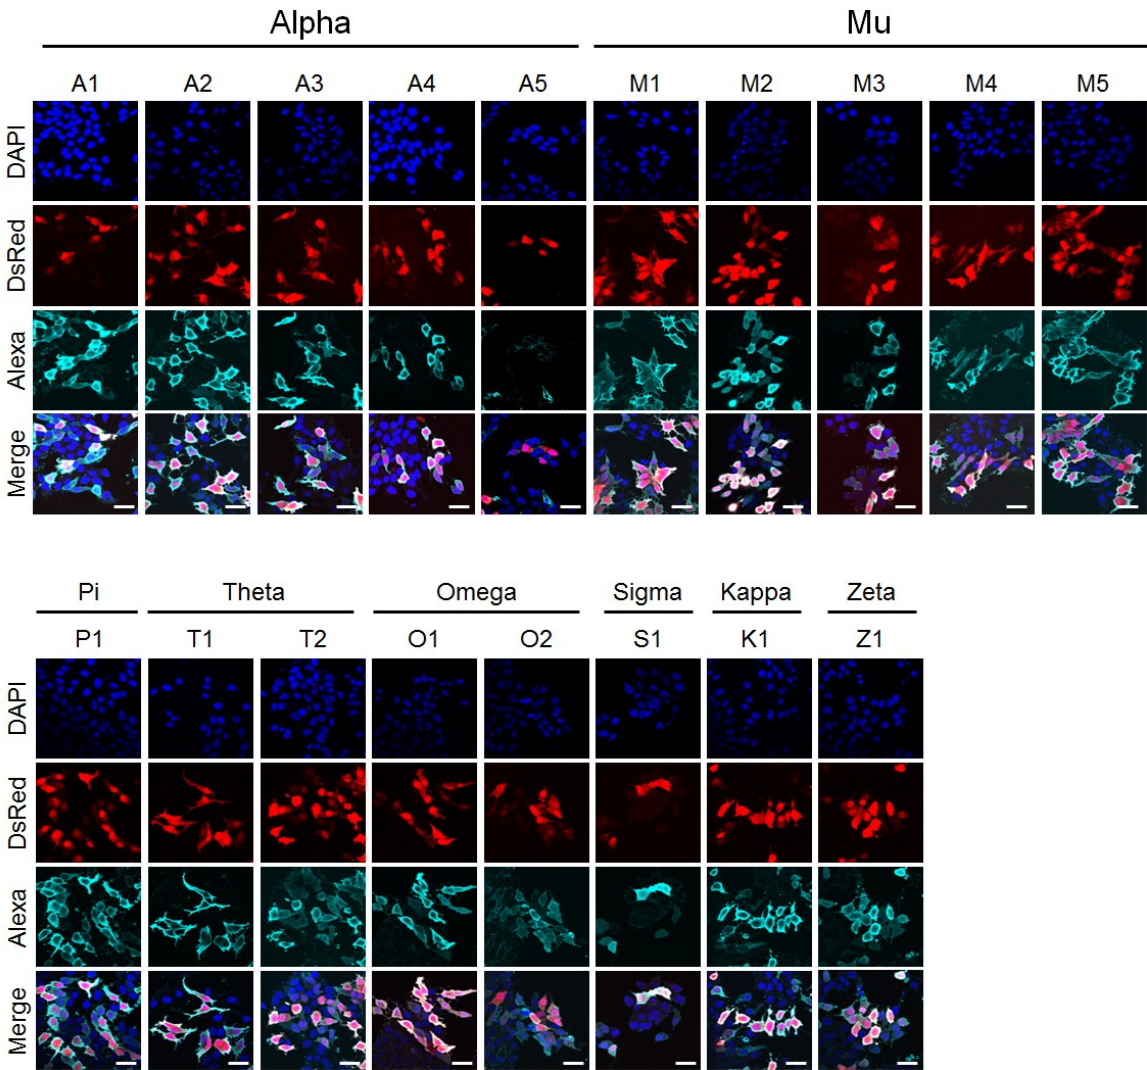 Alpha Mu
A1 A2 A3 A4 A5 M1 M2 M3 M4 M5
DAPI
DsRed
Alexa
Merge
Pi Theta Omega Sigma Kappa Zeta
P1 T1 T2 O1 O2 S1 K1 Z1
DAPI
DsRed
Alexa
Merge